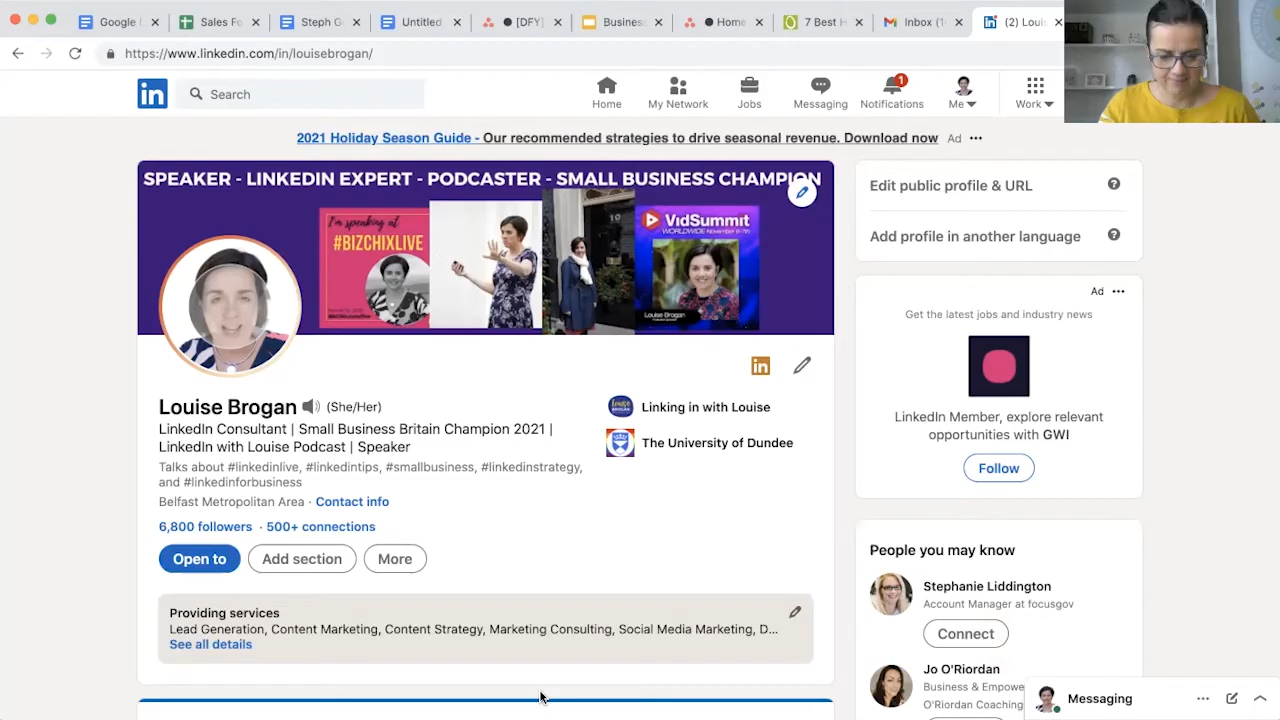 Google
Sales Fo
Steph G
Untitled
[DFY]
Business
Home
7 Best H
Inbox (1
(2) Louis
https://www.linkedin.com/in/louisebrogan/
in
Search
Home
My Network
Jobs
Messaging
1
Notifications
Me
Work
2021 Holiday Season Guide - Our recommended strategies to drive seasonal revenue. Download now Ad
SPEAKER - LINKEDIN EXPERT - PODCASTER - SMALL BUSINESS CHAMPION
I'm speaking at
#BIZCHIXLIVE
10
VidSummit
WORLDWIDE November 8-11th
Louise Brogan
in
Louise Brogan (She/Her)
LinkedIn Consultant | Small Business Britain Champion 2021 |
LinkedIn with Louise Podcast | Speaker
Talks about #linkedinlive, #linkedintips, #smallbusiness, #linkedinstrategy,
and #linkedinforbusiness
Belfast Metropolitan Area · Contact info
6,800 followers · 500+ connections
Open to
Add section
More
Linking in with Louise
The University of Dundee
Providing services
Lead Generation, Content Marketing, Content Strategy, Marketing Consulting, Social Media Marketing, D...
See all details
Edit public profile & URL
Add profile in another language
Ad
Get the latest jobs and industry news
LinkedIn Member, explore relevant
opportunities with GWI
Follow
People you may know
Stephanie Liddington
Account Manager at focusgov
Connect
Jo O'Riordan
Business & Empowe
O'Riordan Coaching
Messaging